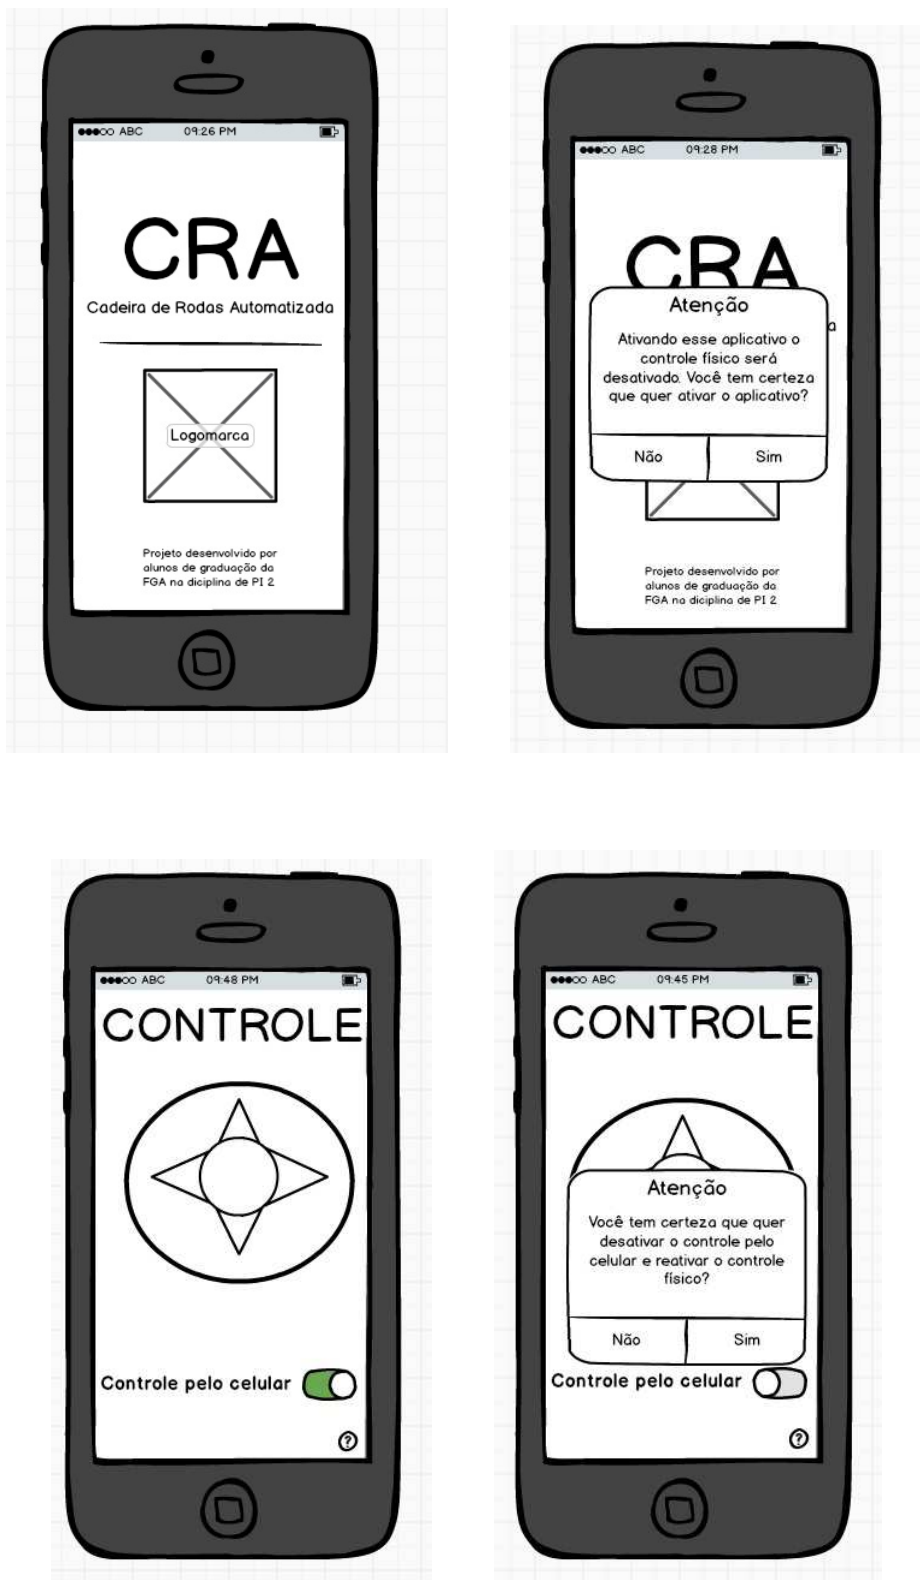 ABC 09:26 PM
CRA
Cadeira de Rodas Automatizada
Logomarca
Projeto desenvolvido por
alunos de graduação da
FGA na diciplina de PI 2
ABC 09:28 PM
CRA
a
Atenção
Ativando esse aplicativo o
controle físico será
desativado. Você tem certeza
que quer ativar o aplicativo?
Não Sim
Projeto desenvolvido por
alunos de graduação da
FGA na diciplina de PI 2
ABC 09:48 PM
CONTROLE
Controle pelo celular
?
ABC 09:45 PM
CONTROLE
Atenção
Você tem certeza que quer
desativar o controle pelo
celular e reativar o controle
físico?
Não Sim
Controle pelo celular
?